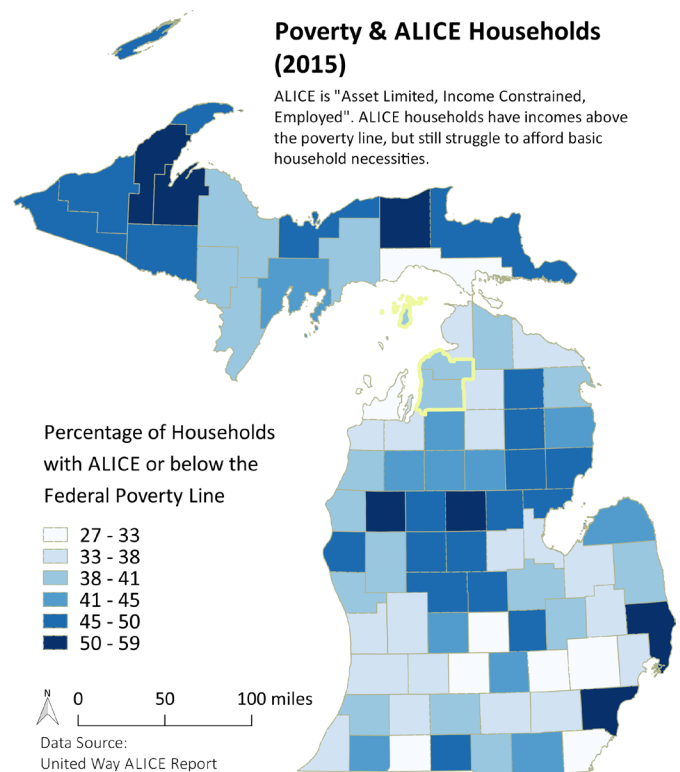 Poverty & ALICE Households
(2015)
ALICE is "Asset Limited, Income Constrained,
Employed". ALICE households have incomes above
the poverty line, but still struggle to afford basic
household necessities.
Percentage of Households
with ALICE or below the
Federal Poverty Line
27 - 33
33 - 38
38 - 41
41 - 45
45 - 50
50 - 59
N
0 50 100 miles
Data Source:
United Way ALICE Report